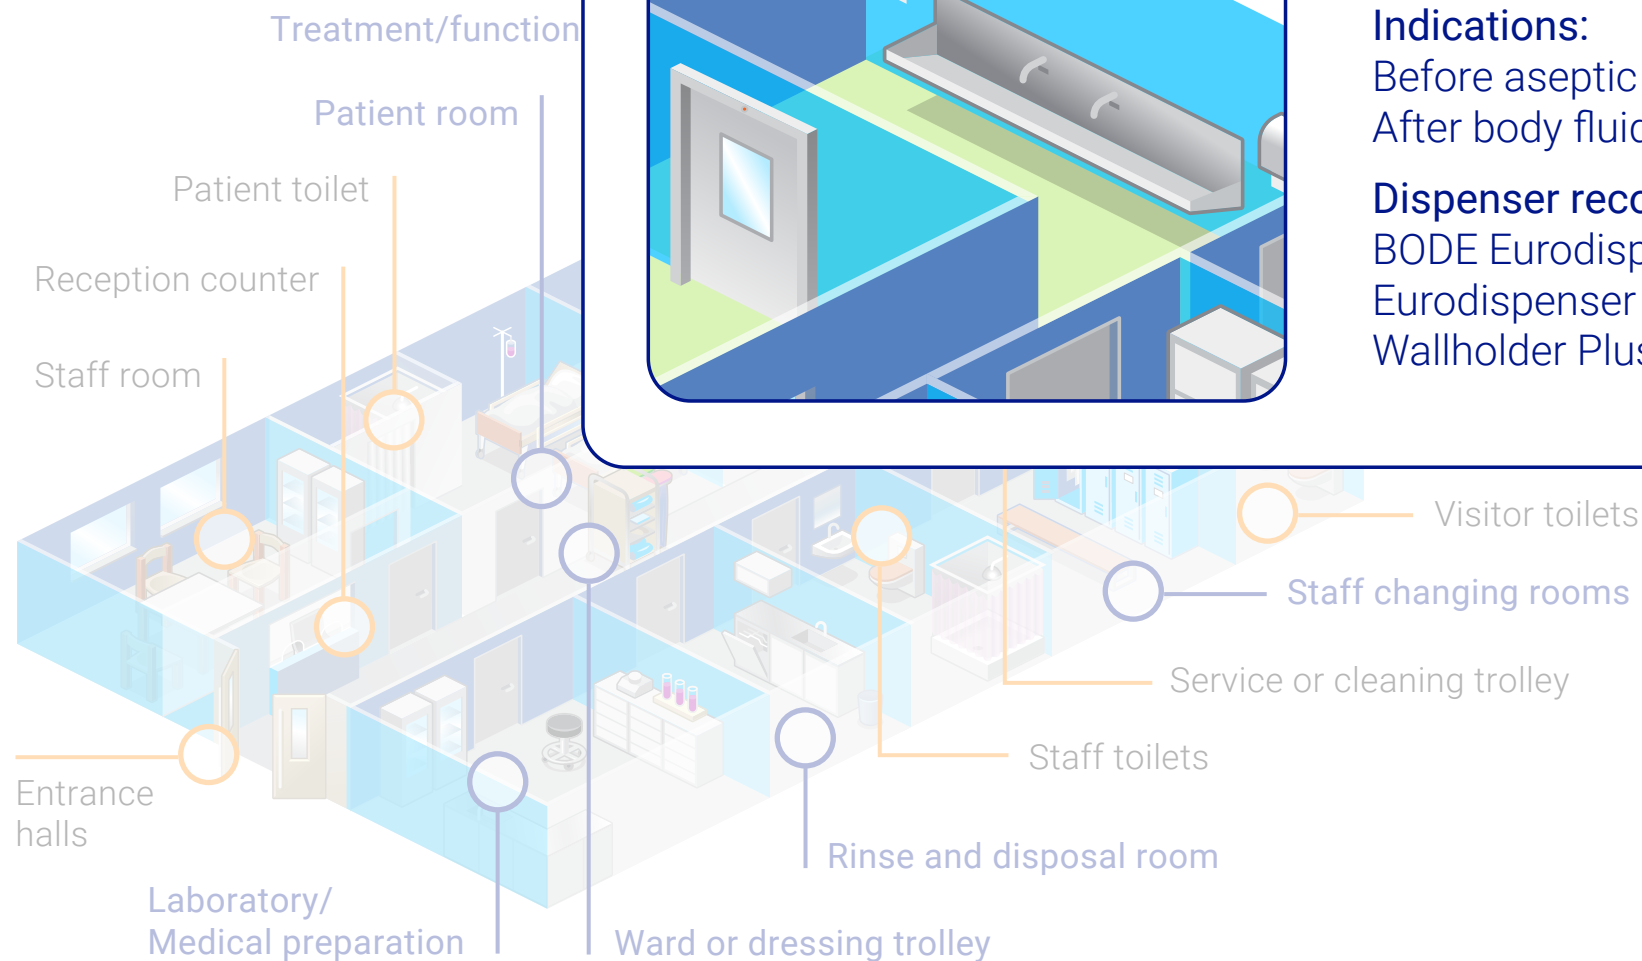 Treatment/function
Patient room
Patient toilet
Reception counter
Staff room
Indications:
Before aseptic
After body fluid
Dispenser reco
BODE Eurodisp
Eurodispenser
Wallholder Plus
Visitor toilets
Staff changing rooms
Service or cleaning trolley
Staff toilets
Entrance
halls
Rinse and disposal room
Laboratory/
Medical preparation
Ward or dressing trolley